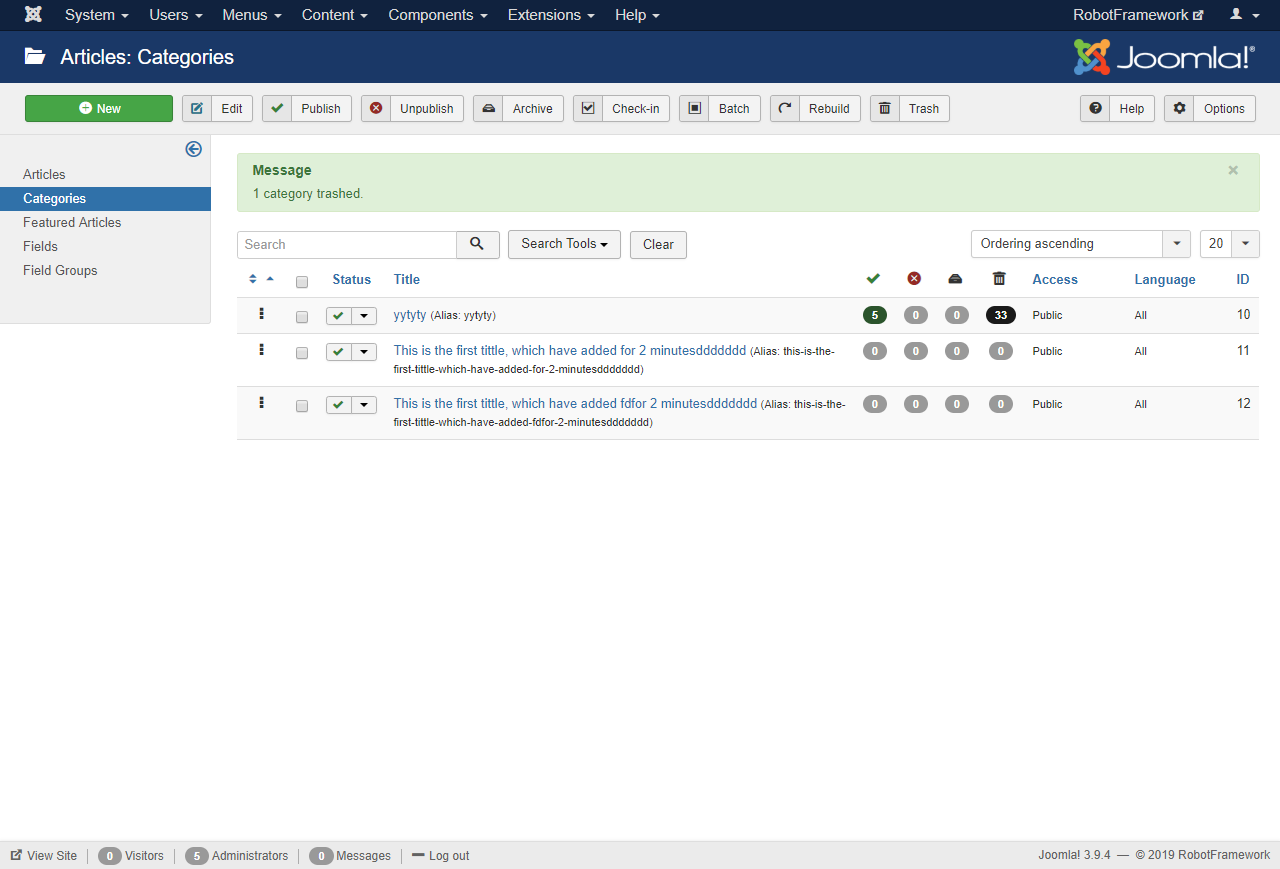 System Users Menus Content Components Extensions Help RobotFramework
Articles: Categories Joomla!®
New Edit Publish Unpublish Archive Check-in Batch Rebuild Trash Help Options
Articles
Categories
Featured Articles
Fields
Field Groups
Message ×
1 category trashed.
Search Search Tools Clear Ordering ascending 20
Status Title Access Language ID
yytyty (Alias: yytyty) 5 0 0 33 Public All 10
This is the first tittle, which have added for 2 minutesddddddd (Alias: this-is-the- 0 0 0 0 Public All 11
first-tittle-which-have-added-for-2-minutesddddddd)
This is the first tittle, which have added fdfor 2 minutesddddddd (Alias: this-is-the- 0 0 0 0 Public All 12
first-tittle-which-have-added-fdfor-2-minutesddddddd)
View Site 0 Visitors 5 Administrators 0 Messages Log out Joomla! 3.9.4 — © 2019 RobotFramework